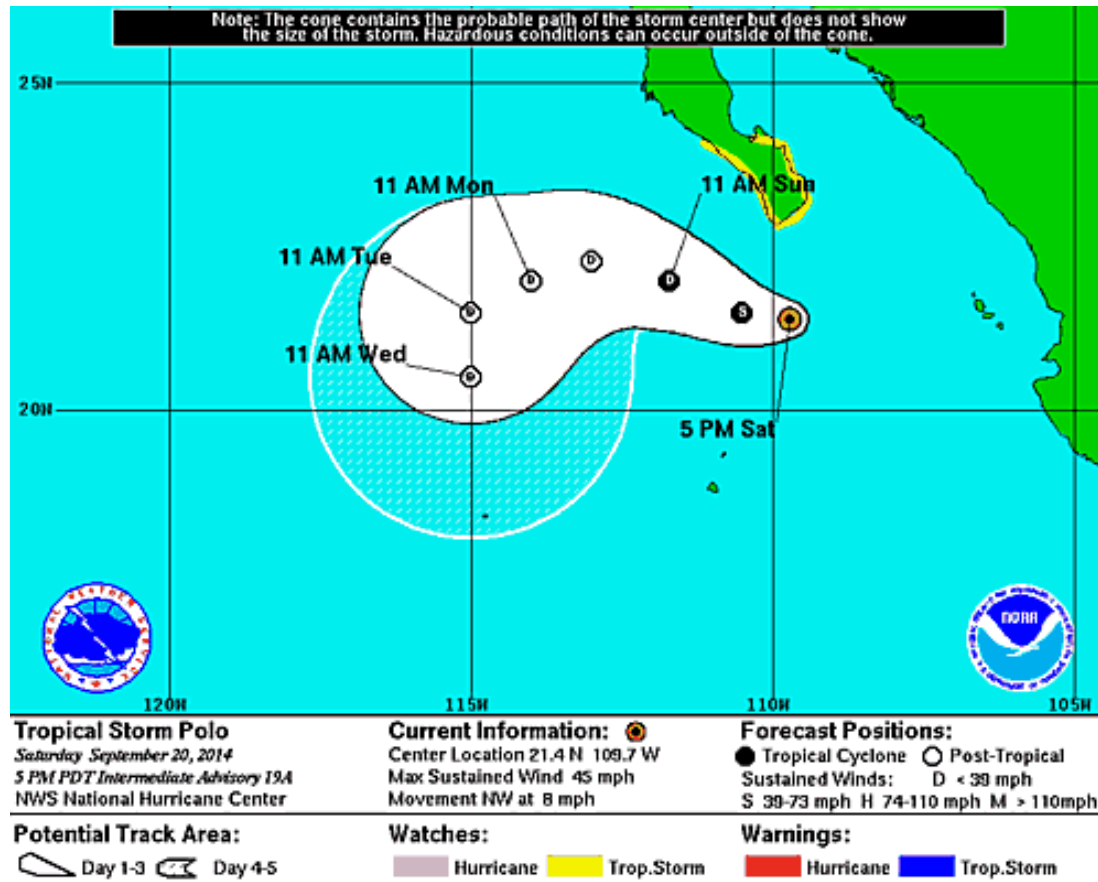 Note: The cone contains the probable path of the storm center but does not show
the size of the storm. Hazardous conditions can occur outside of the cone.
25N
11 AM Mon
11 AM Sun
11 AM Tue
D
D
D
D
S
11 AM Wed
D
20N
5 PM Sat
NOAA
120W
115W
110W
105W
Tropical Storm Polo
Saturday September 20, 2014
5 PM PDT Intermediate Advisory 19A
NWS National Hurricane Center
Current Information:
Center Location 21.4 N 109.7 W
Max Sustained Wind 45 mph
Movement NW at 8 mph
Forecast Positions:
Tropical Cyclone Post-Tropical
Sustained Winds: D < 39 mph
S 39-73 mph H 74-110 mph M > 110mph
Potential Track Area:
Day 1-3 Day 4-5
Watches:
Hurricane Trop.Storm
Warnings:
Hurricane Trop.Storm